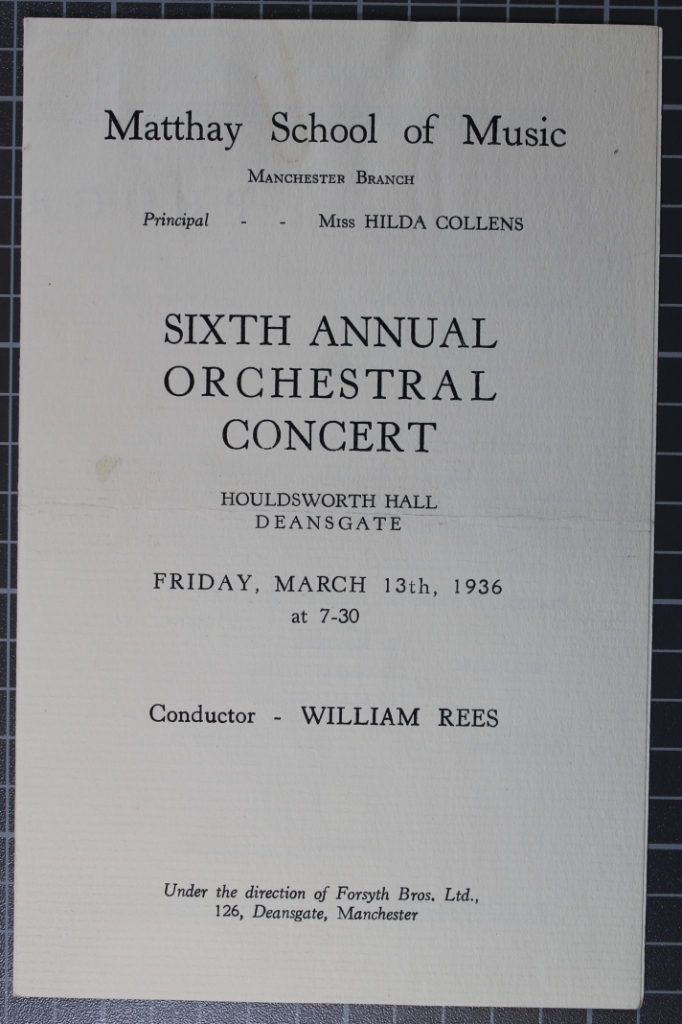 Matthay School of Music
Manchester Branch
Principal - - Miss HILDA COLLENS
SIXTH ANNUAL
ORCHESTRAL
CONCERT
HOULDSWORTH HALL
DEANSGATE
FRIDAY, MARCH 13th, 1936
at 7-30
Conductor - WILLIAM REES
Under the direction of Forsyth Bros. Ltd.,
126, Deansgate, Manchester